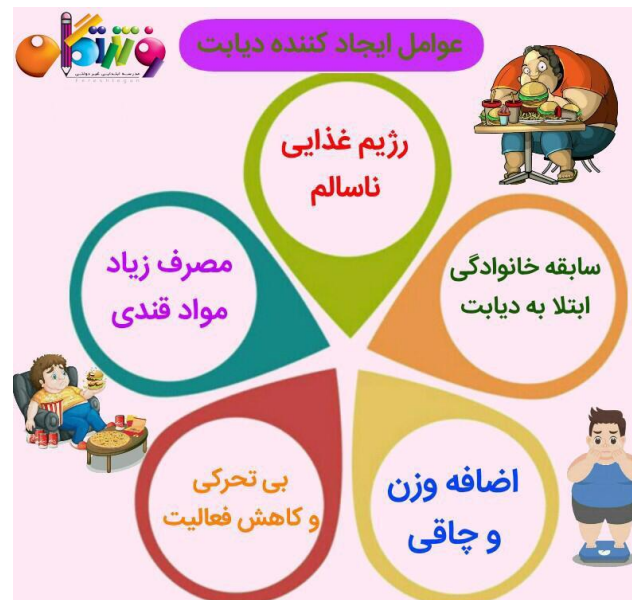 فرشتگان
عوامل ایجاد کننده دیابت
رژیم غذایی
ناسالم
سابقه خانوادگی
ابتلا به دیابت
مصرف زیاد
مواد قندی
اضافه وزن
و چاقی
بی تحرکی
و کاهش فعالیت